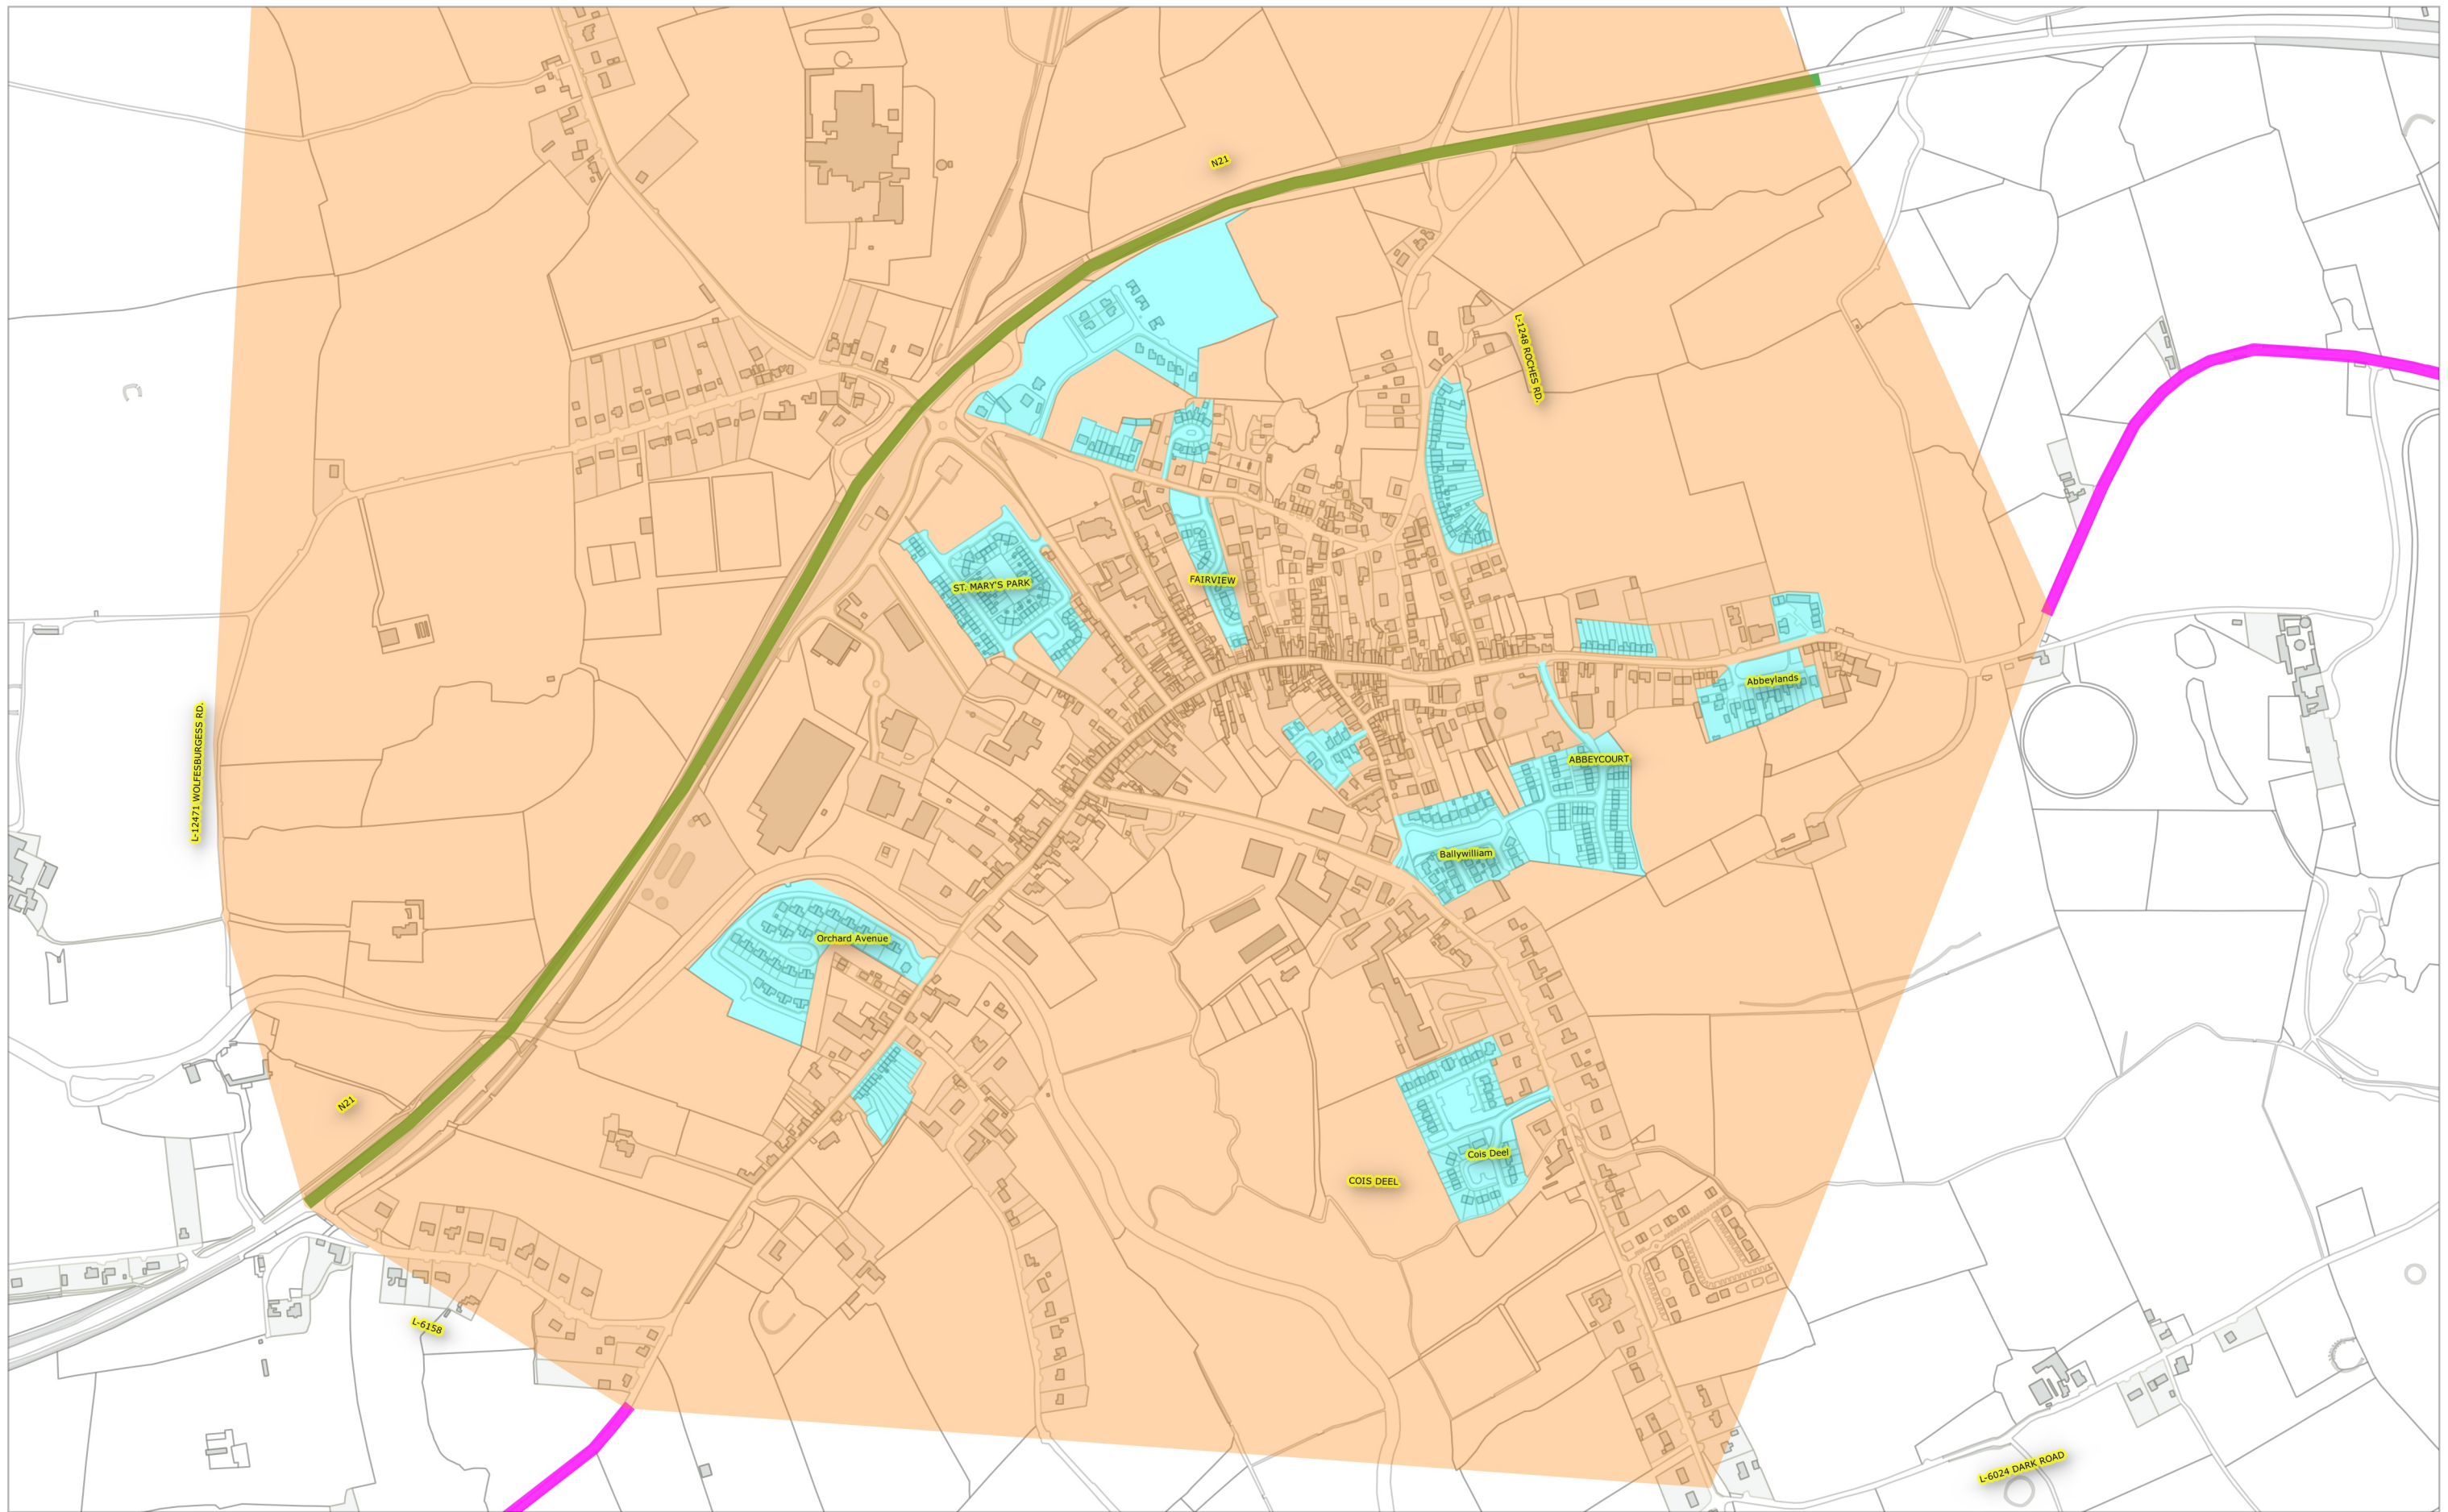 N21
L-1248 ROCHES RD.
ST. MARY'S PARK
FAIRVIEW
Abbeylands
L-12471 WOLFESBURGESS RD.
ABBEYCOURT
Ballywilliam
Orchard Avenue
N21
Cois Deel
COIS DEEL
L-6158
L-6024 DARK ROAD